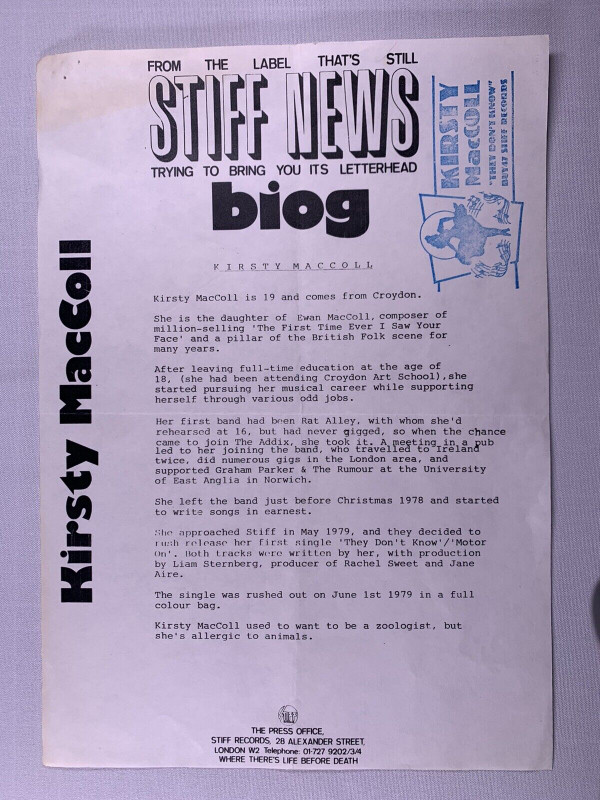 FROM THE LABEL THAT'S STILL
STIFF NEWS
TRYING TO BRING YOU ITS LETTERHEAD
biog
KIRSTY
MacCOLL
"THEY DON'T KNOW"
Kirsty MacColl
KIRSTY MACCOLL
Kirsty MacColl is 19 and comes from Croydon.
She is the daughter of Ewan MacColl, composer of
million-selling 'The First Time Ever I Saw Your
Face' and a pillar of the British Folk scene for
many years.
After leaving full-time education at the age of
18, (she had been attending Croydon Art School),she
started pursuing her musical career while supporting
herself through various odd jobs.
Her first band had been Rat Alley, with whom she'd
rehearsed at 16, but had never gigged, so when the chance
came to join The Addix, she took it. A meeting in a pub
led to her joining the band, who travelled to Ireland
twice, did numerous gigs in the London area, and
supported Graham Parker & The Rumour at the University
of East Anglia in Norwich.
She left the band just before Christmas 1978 and started
to write songs in earnest.
She approached Stiff in May 1979, and they decided to
rush release her first single 'They Don't Know'/'Motor
On'. Both tracks were written by her, with production
by Liam Sternberg, producer of Rachel Sweet and Jane
Aire.
The single was rushed out on June 1st 1979 in a full
colour bag.
Kirsty MacColl used to want to be a zoologist, but
she's allergic to animals.
THE PRESS OFFICE,
STIFF RECORDS, 28 ALEXANDER STREET,
LONDON W2 Telephone: 01-727 9202/3/4
WHERE THERE'S LIFE BEFORE DEATH